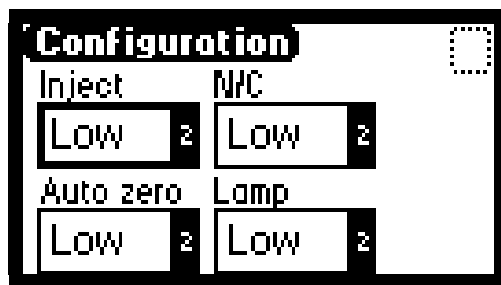 Configuration
Inject N/C
Low 2 Low 2
Auto zero Lamp
Low 2 Low 2